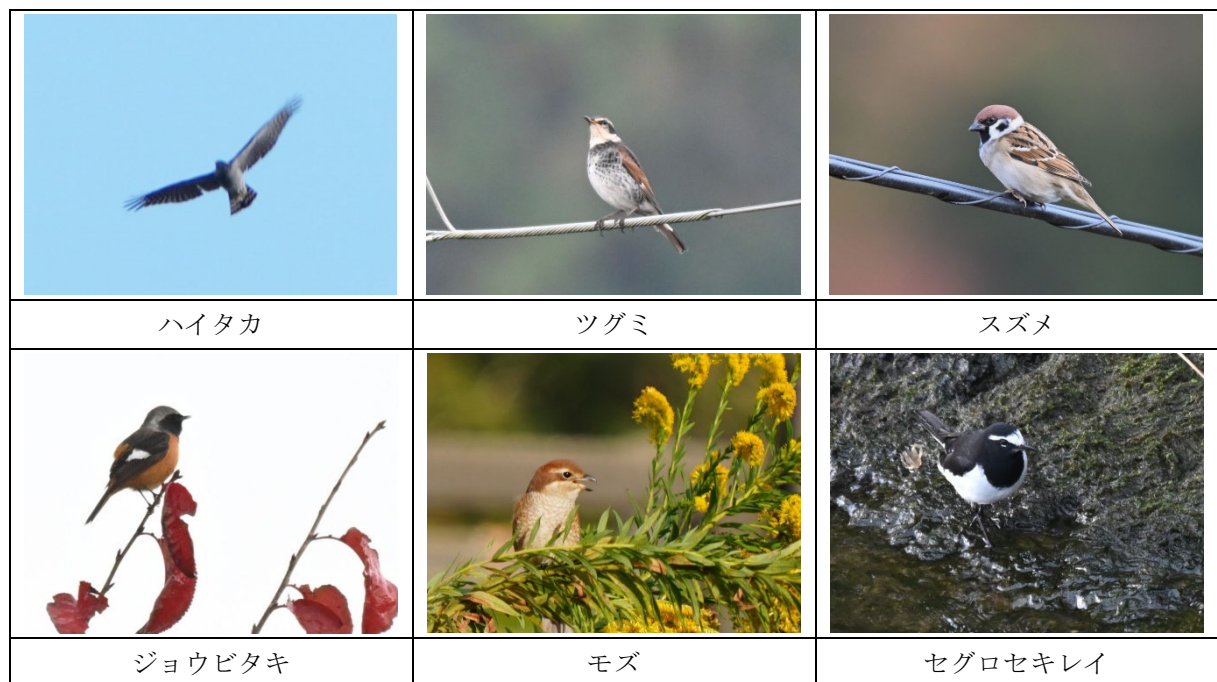 ハイタカ
ツグミ
スズメ
ジョウビタキ
モズ
セグロセキレイ